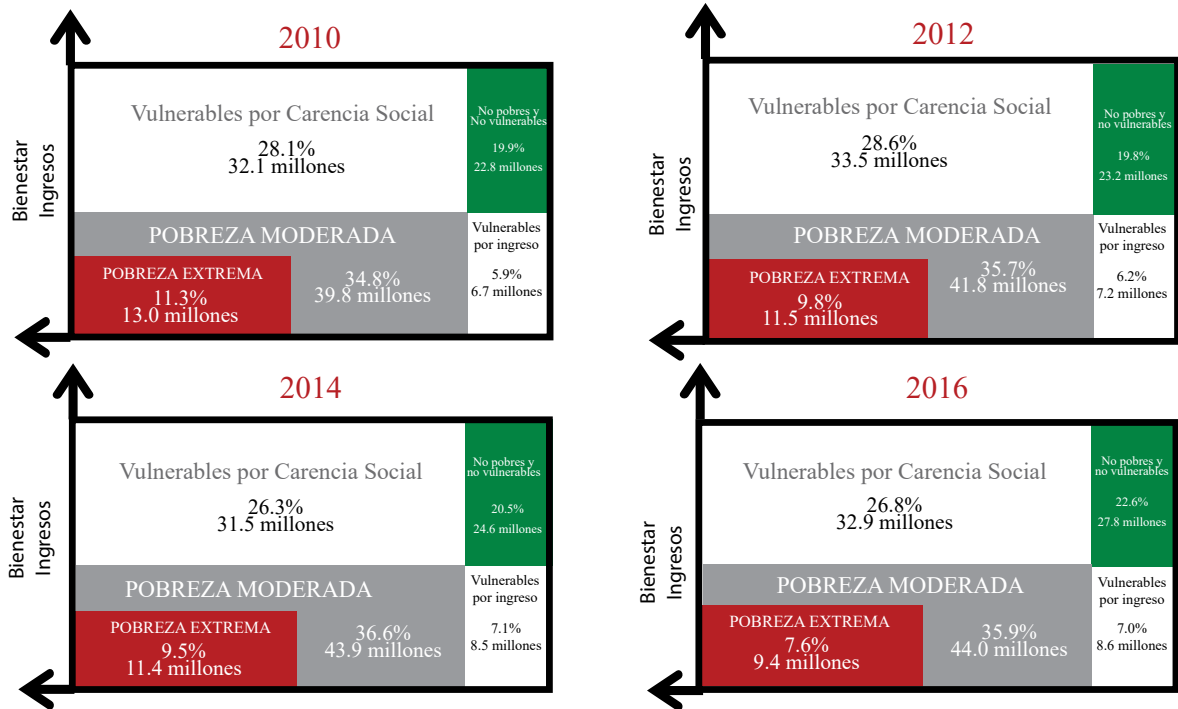 2010
Bienestar
Ingresos
Vulnerables por Carencia Social
28.1%
32.1 millones
No pobres y
No vulnerables
19.9%
22.8 millones
POBREZA MODERADA
34.8%
39.8 millones
POBREZA EXTREMA
11.3%
13.0 millones
Vulnerables
por ingreso
5.9%
6.7 millones
2012
Bienestar
Ingresos
Vulnerables por Carencia Social
28.6%
33.5 millones
No pobres y
no vulnerables
19.8%
23.2 millones
POBREZA MODERADA
35.7%
41.8 millones
POBREZA EXTREMA
9.8%
11.5 millones
Vulnerables
por ingreso
6.2%
7.2 millones
2014
Bienestar
Ingresos
Vulnerables por Carencia Social
26.3%
31.5 millones
No pobres y
no vulnerables
20.5%
24.6 millones
POBREZA MODERADA
36.6%
43.9 millones
POBREZA EXTREMA
9.5%
11.4 millones
Vulnerables
por ingreso
7.1%
8.5 millones
2016
Bienestar
Ingresos
Vulnerables por Carencia Social
26.8%
32.9 millones
No pobres y
no vulnerables
22.6%
27.8 millones
POBREZA MODERADA
35.9%
44.0 millones
POBREZA EXTREMA
7.6%
9.4 millones
Vulnerables
por ingreso
7.0%
8.6 millones